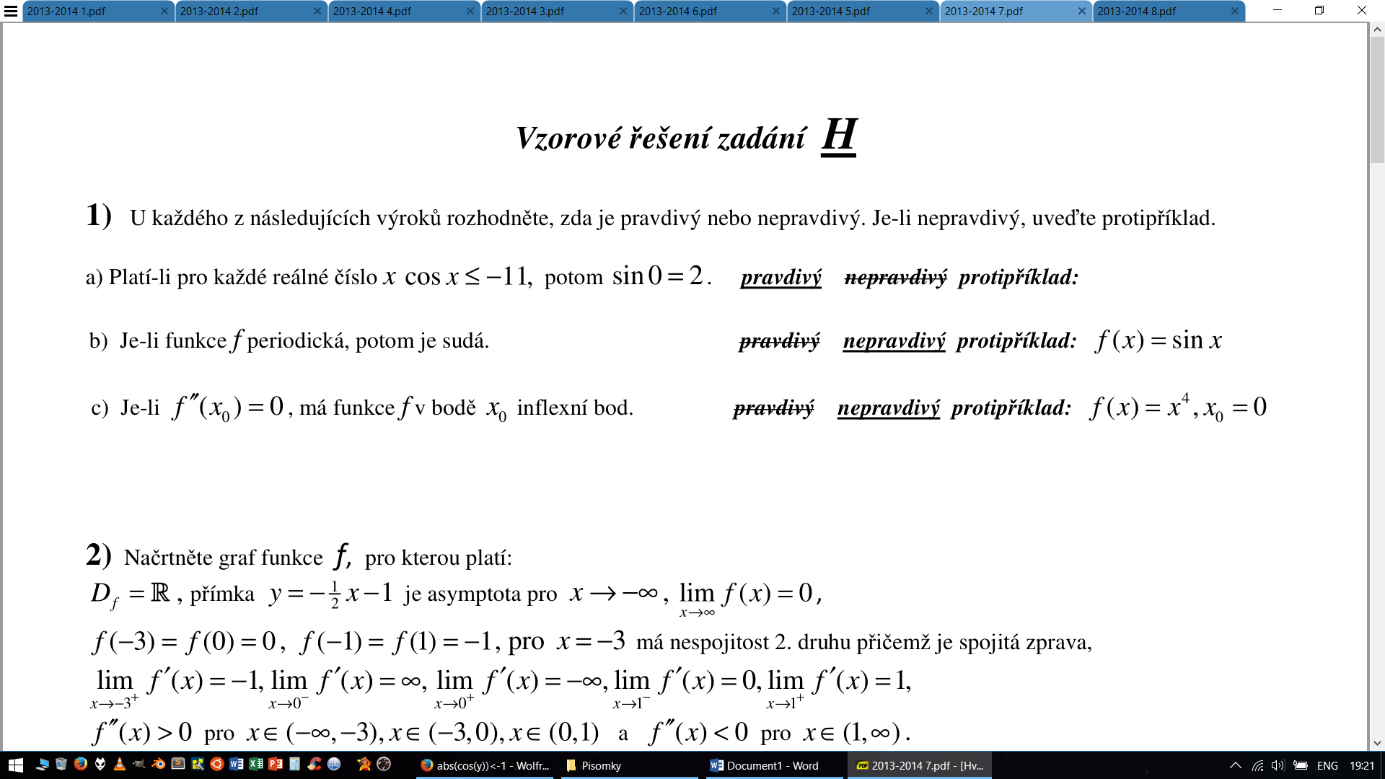 2013-2014 1.pdf 2013-2014 2.pdf 2013-2014 4.pdf 2013-2014 3.pdf 2013-2014 6.pdf 2013-2014 5.pdf 2013-2014 7.pdf 2013-2014 8.pdf
Vzorové řešení zadání H
1) U každého z následujících výroků rozhodněte, zda je pravdivý nebo nepravdivý. Je-li nepravdivý, uveďte protipříklad.
a) Platí-li pro každé reálné číslo x cos x ≤ −11, potom sin 0 = 2. pravdivý nepravdivý protipříklad:
b) Je-li funkce f periodická, potom je sudá. pravdivý nepravdivý protipříklad: f(x) = sin x
c) Je-li f″(x₀) = 0, má funkce f v bodě x₀ inflexní bod. pravdivý nepravdivý protipříklad: f(x) = x⁴, x₀ = 0
2) Načrtněte graf funkce f, pro kterou platí:
D_f = ℝ, přímka y = −½x − 1 je asymptota pro x → −∞, lim_{x→∞} f(x) = 0,
f(−3) = f(0) = 0, f(−1) = f(1) = −1, pro x = −3 má nespojitost 2. druhu přičemž je spojitá zprava,
lim_{x→−3⁺} f′(x) = −1, lim_{x→0⁻} f′(x) = ∞, lim_{x→0⁺} f′(x) = −∞, lim_{x→1⁻} f′(x) = 0, lim_{x→1⁺} f′(x) = 1,
f″(x) > 0 pro x ∈ (−∞, −3), x ∈ (−3, 0), x ∈ (0, 1) a f″(x) < 0 pro x ∈ (1, ∞).
abs(cos(y))<-1 - Wolfr... Pisomky Document1 - Word 2013-2014 7.pdf - [Hv... ENG 19:21